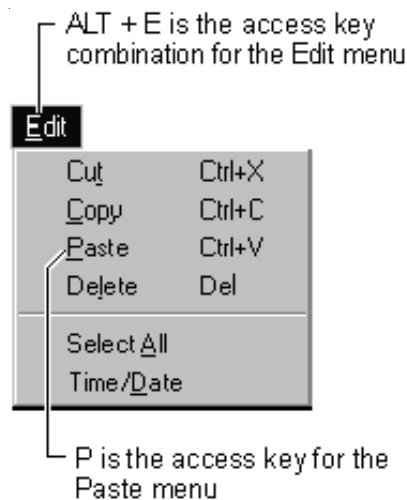 ALT + E is the access key
combination for the Edit menu
Edit
Cut Ctrl+X
Copy Ctrl+C
Paste Ctrl+V
Delete Del
Select All
Time/Date
P is the access key for the
Paste menu